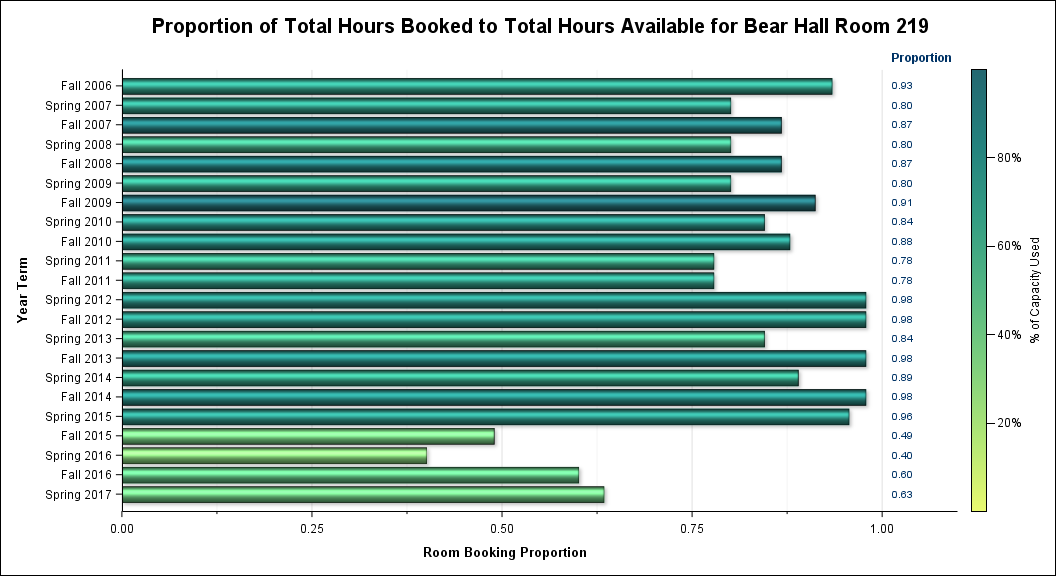 Proportion of Total Hours Booked to Total Hours Available for Bear Hall Room 219
Proportion
Fall 2006 0.93
Spring 2007 0.80
Fall 2007 0.87
Spring 2008 0.80
Fall 2008 0.87
Spring 2009 0.80
Fall 2009 0.91
Spring 2010 0.84
Fall 2010 0.88
Spring 2011 0.78
Fall 2011 0.78
Spring 2012 0.98
Fall 2012 0.98
Spring 2013 0.84
Fall 2013 0.98
Spring 2014 0.89
Fall 2014 0.98
Spring 2015 0.96
Fall 2015 0.49
Spring 2016 0.40
Fall 2016 0.60
Spring 2017 0.63
Year Term
0.00 0.25 0.50 0.75 1.00
Room Booking Proportion
80%
60%
40%
20%
% of Capacity Used